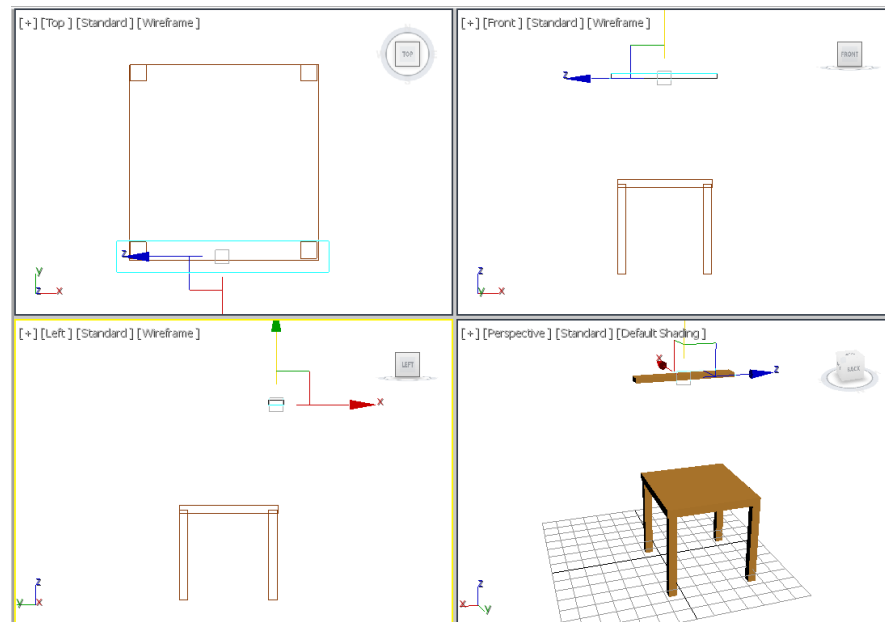 [+] [Top] [Standard] [Wireframe]
TOP
z
y
z x
[+] [Front] [Standard] [Wireframe]
FRONT
z
z
y x
[+] [Left] [Standard] [Wireframe]
LEFT
x
z
y x
[+] [Perspective] [Standard] [Default Shading]
x
z
BACK
z
x y